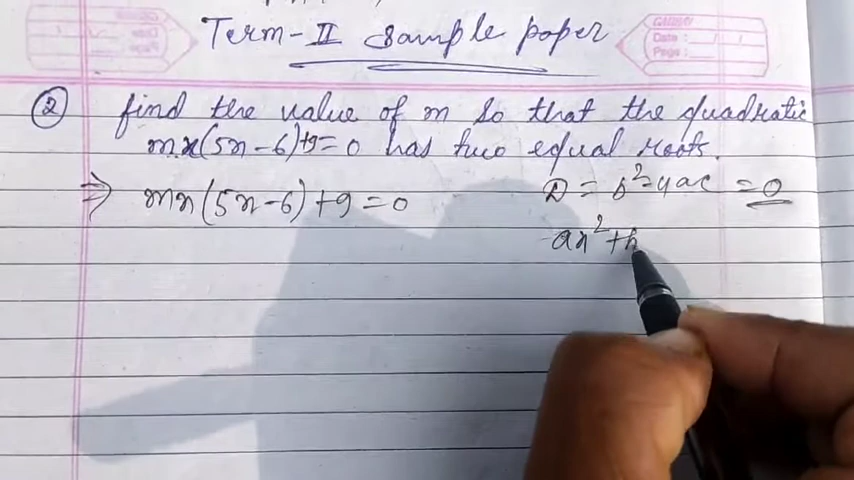 Term-II Sample paper
② find the value of m so that the quadratic
mx(5x-6)+9=0 has two equal roots.
⇒ mx(5x-6)+9=0
D = b²-4ac = 0
ax²+b